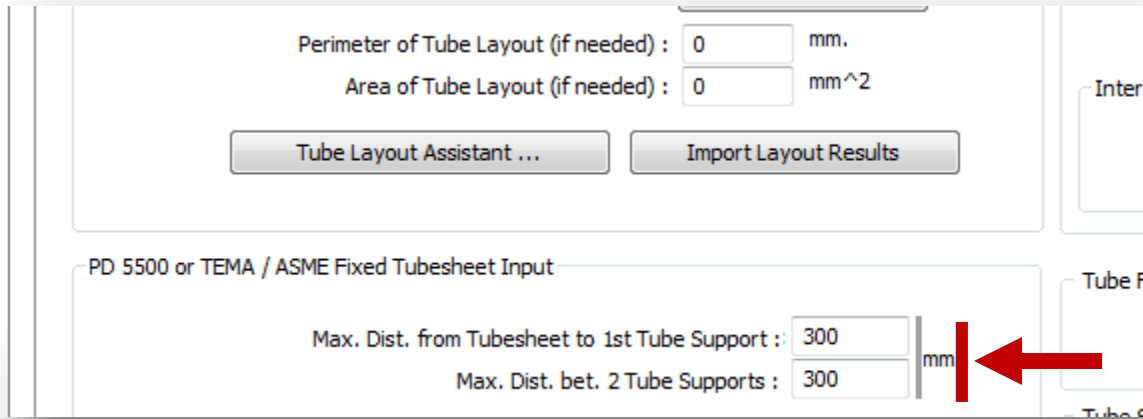 Perimeter of Tube Layout (if needed) : 0 mm.
Area of Tube Layout (if needed) : 0 mm^2
Inter
Tube Layout Assistant ... Import Layout Results
PD 5500 or TEMA / ASME Fixed Tubesheet Input
Tube F
Max. Dist. from Tubesheet to 1st Tube Support : 300
mm
Max. Dist. bet. 2 Tube Supports : 300
Tube S